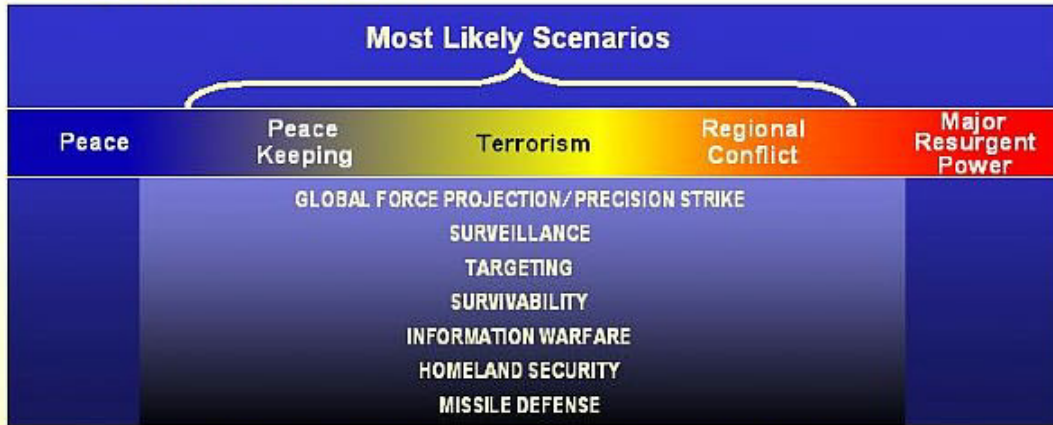 Most Likely Scenarios
Peace
Peace
Keeping
Terrorism
Regional
Conflict
Major
Resurgent
Power
GLOBAL FORCE PROJECTION/PRECISION STRIKE
SURVEILLANCE
TARGETING
SURVIVABILITY
INFORMATION WARFARE
HOMELAND SECURITY
MISSILE DEFENSE